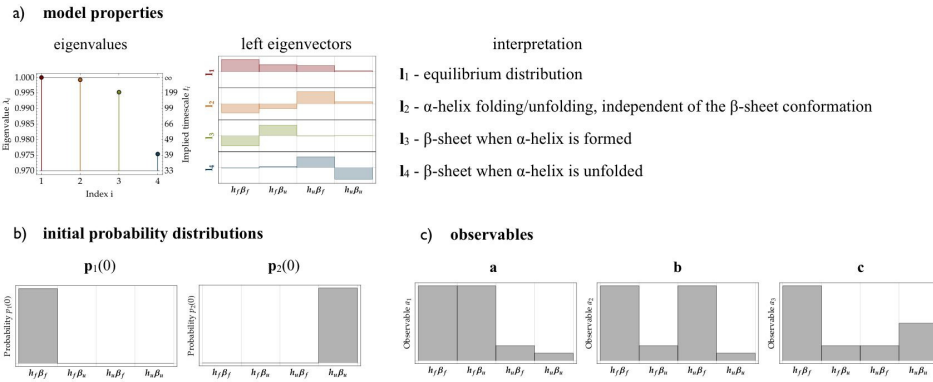 a) model properties
eigenvalues left eigenvectors interpretation
Eigenvalue λi
1.000
0.995
0.990
0.985
0.980
0.975
0.970
∞
199
99
66
49
39
33
Implied timescale ti
1 2 3 4
Index i
l1
l2
l3
l4
hfβf hfβu huβf huβu
l1 - equilibrium distribution
l2 - α-helix folding/unfolding, independent of the β-sheet conformation
l3 - β-sheet when α-helix is formed
l4 - β-sheet when α-helix is unfolded
b) initial probability distributions
p1(0) p2(0)
Probability p1(0)
hfβf hfβu huβf huβu
Probability p2(0)
hfβf hfβu huβf huβu
c) observables
a b c
Observable a1
hfβf hfβu huβf huβu
Observable a2
hfβf hfβu huβf huβu
Observable a3
hfβf hfβu huβf huβu